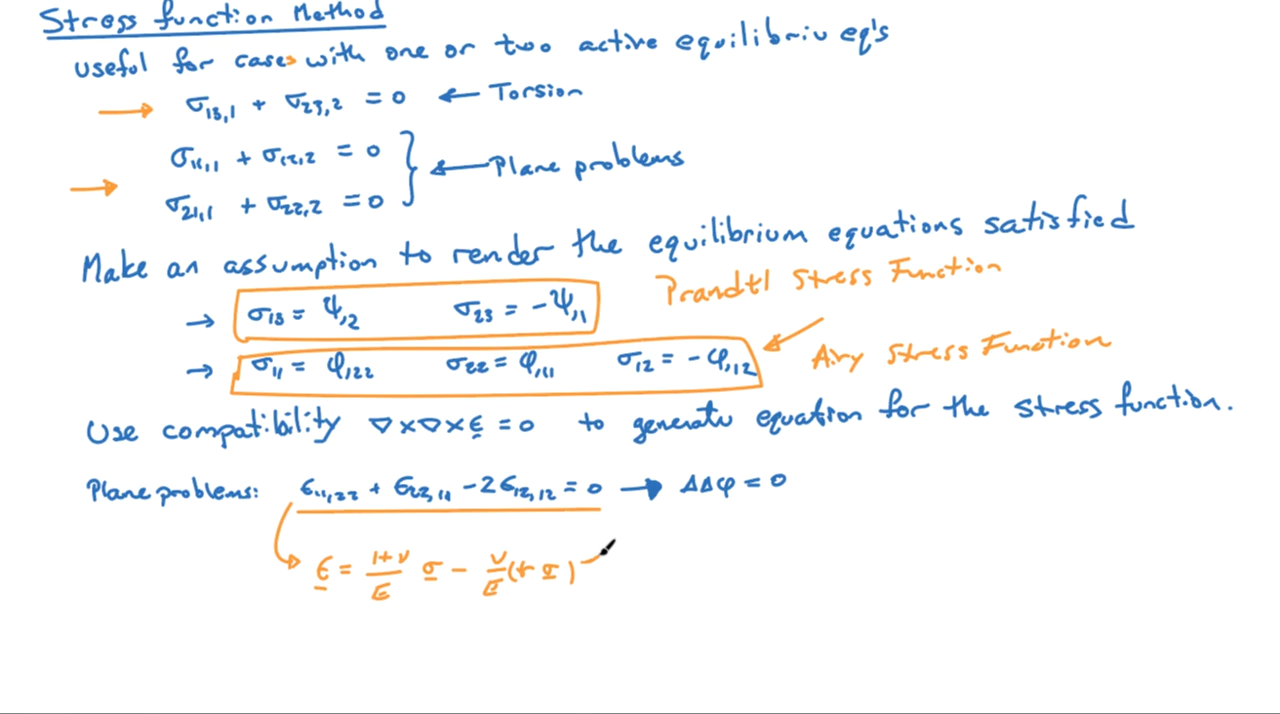 Stress function Method
useful for cases with one or two active equilibriu eq's
→ σ13,1 + σ23,2 = 0 ← Torsion
σ11,1 + σ12,2 = 0
→ } ← Plane problems
σ21,1 + σ22,2 = 0
Make an assumption to render the equilibrium equations satisfied
Prandtl Stress Function
→ σ13 = Ψ,2 σ23 = -Ψ,1
→ σ11 = φ,22 σ22 = φ,11 σ12 = -φ,12
Airy Stress Function
Use compatibility ∇×∇×ϵ = 0 to generate equation for the stress function.
Plane problems: ϵ11,22 + ϵ22,11 - 2ϵ12,12 = 0 → ΔΔφ = 0
ϵ = 1+ν/E σ - ν/E (tr σ)